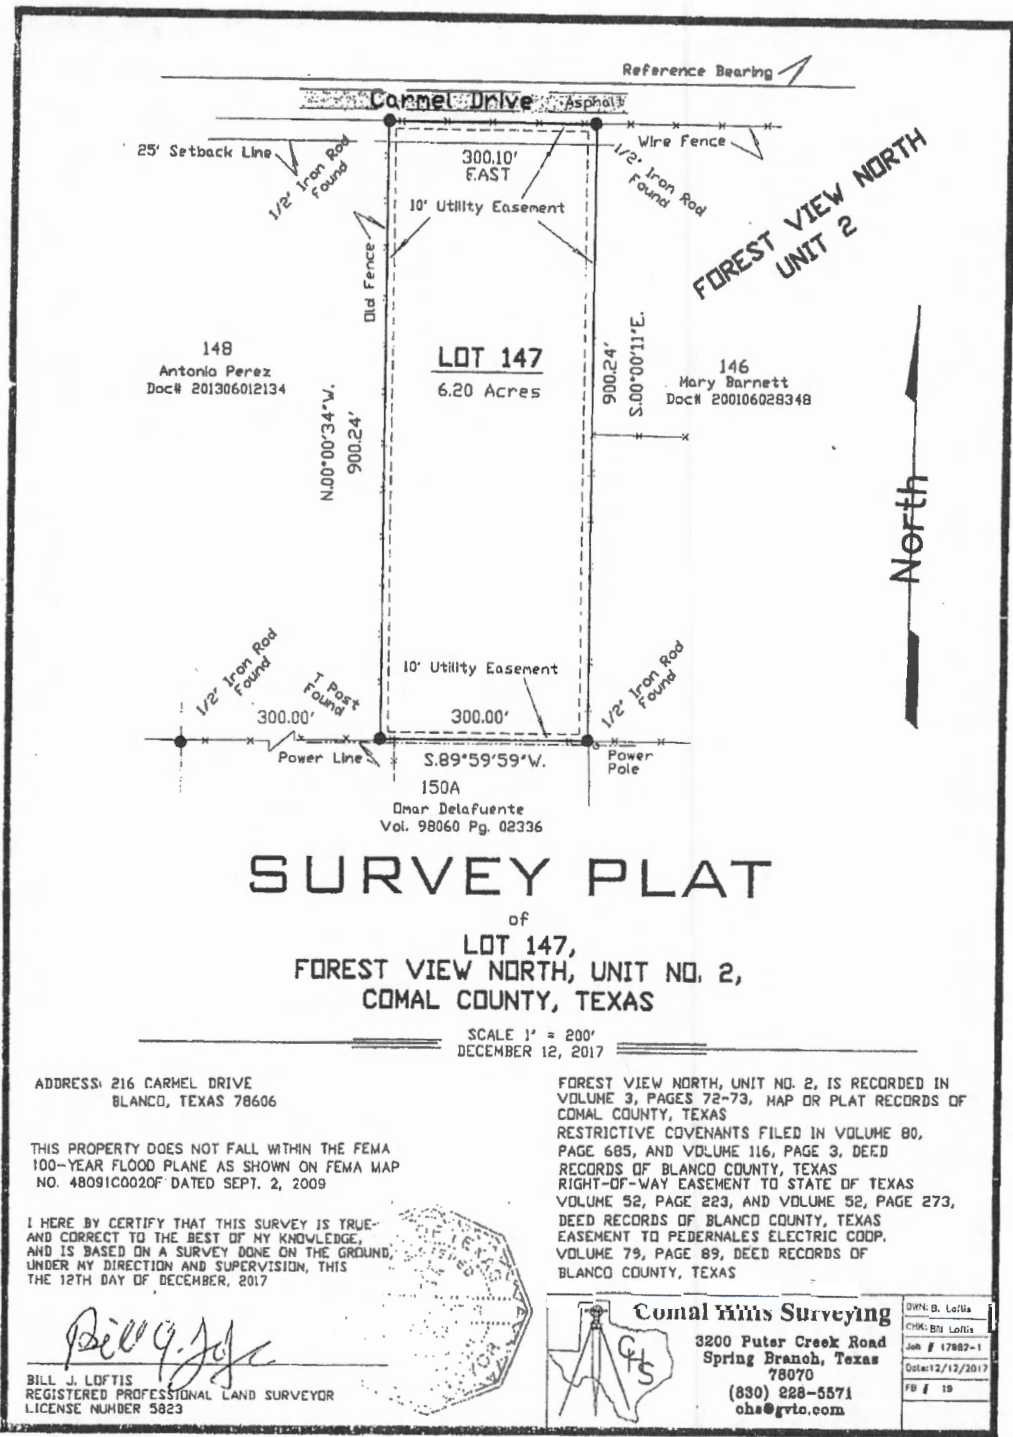 Reference Bearing
Carmel Drive
Asphalt
25' Setback Line
Wire Fence
1/2" Iron Rod
Found
300.10'
EAST
1/2" Iron Rod
Found
10' Utility Easement
FOREST VIEW NORTH
UNIT 2
Old Fence
LOT 147
6.20 Acres
148
Antonio Perez
Doc# 201306012134
N.00°00'34"W.
900.24'
900.24'
S.00°00'11"E.
146
Mary Barnett
Doc# 200106028348
North
1/2" Iron Rod
Found
T Post
Found
10' Utility Easement
1/2" Iron Rod
Found
300.00'
300.00'
Power Line
S.89°59'59"W.
Power
Pole
150A
Omar Delafuente
Vol. 98060 Pg. 02336
SURVEY PLAT
of
LOT 147,
FOREST VIEW NORTH, UNIT NO. 2,
COMAL COUNTY, TEXAS
SCALE 1" = 200'
DECEMBER 12, 2017
ADDRESS: 216 CARMEL DRIVE
BLANCO, TEXAS 78606
THIS PROPERTY DOES NOT FALL WITHIN THE FEMA
100-YEAR FLOOD PLANE AS SHOWN ON FEMA MAP
NO. 48091C0020F DATED SEPT. 2, 2009
I HERE BY CERTIFY THAT THIS SURVEY IS TRUE
AND CORRECT TO THE BEST OF MY KNOWLEDGE,
AND IS BASED ON A SURVEY DONE ON THE GROUND,
UNDER MY DIRECTION AND SUPERVISION, THIS
THE 12TH DAY OF DECEMBER, 2017
BILL J. LOFTIS
REGISTERED PROFESSIONAL LAND SURVEYOR
LICENSE NUMBER 5823
FOREST VIEW NORTH, UNIT NO. 2, IS RECORDED IN
VOLUME 3, PAGES 72-73, MAP OR PLAT RECORDS OF
COMAL COUNTY, TEXAS
RESTRICTIVE COVENANTS FILED IN VOLUME 80,
PAGE 685, AND VOLUME 116, PAGE 3, DEED
RECORDS OF BLANCO COUNTY, TEXAS
RIGHT-OF-WAY EASEMENT TO STATE OF TEXAS
VOLUME 52, PAGE 223, AND VOLUME 52, PAGE 273,
DEED RECORDS OF BLANCO COUNTY, TEXAS
EASEMENT TO PEDERNALES ELECTRIC COOP.
VOLUME 79, PAGE 89, DEED RECORDS OF
BLANCO COUNTY, TEXAS
CHS
Comal Hills Surveying
3200 Puter Creek Road
Spring Branch, Texas
78070
(830) 228-5571
chs@gvtc.com
DWN: B. Loftis
CHK: Bill Loftis
Job # 17982-1
Date: 12/12/2017
FB # 19